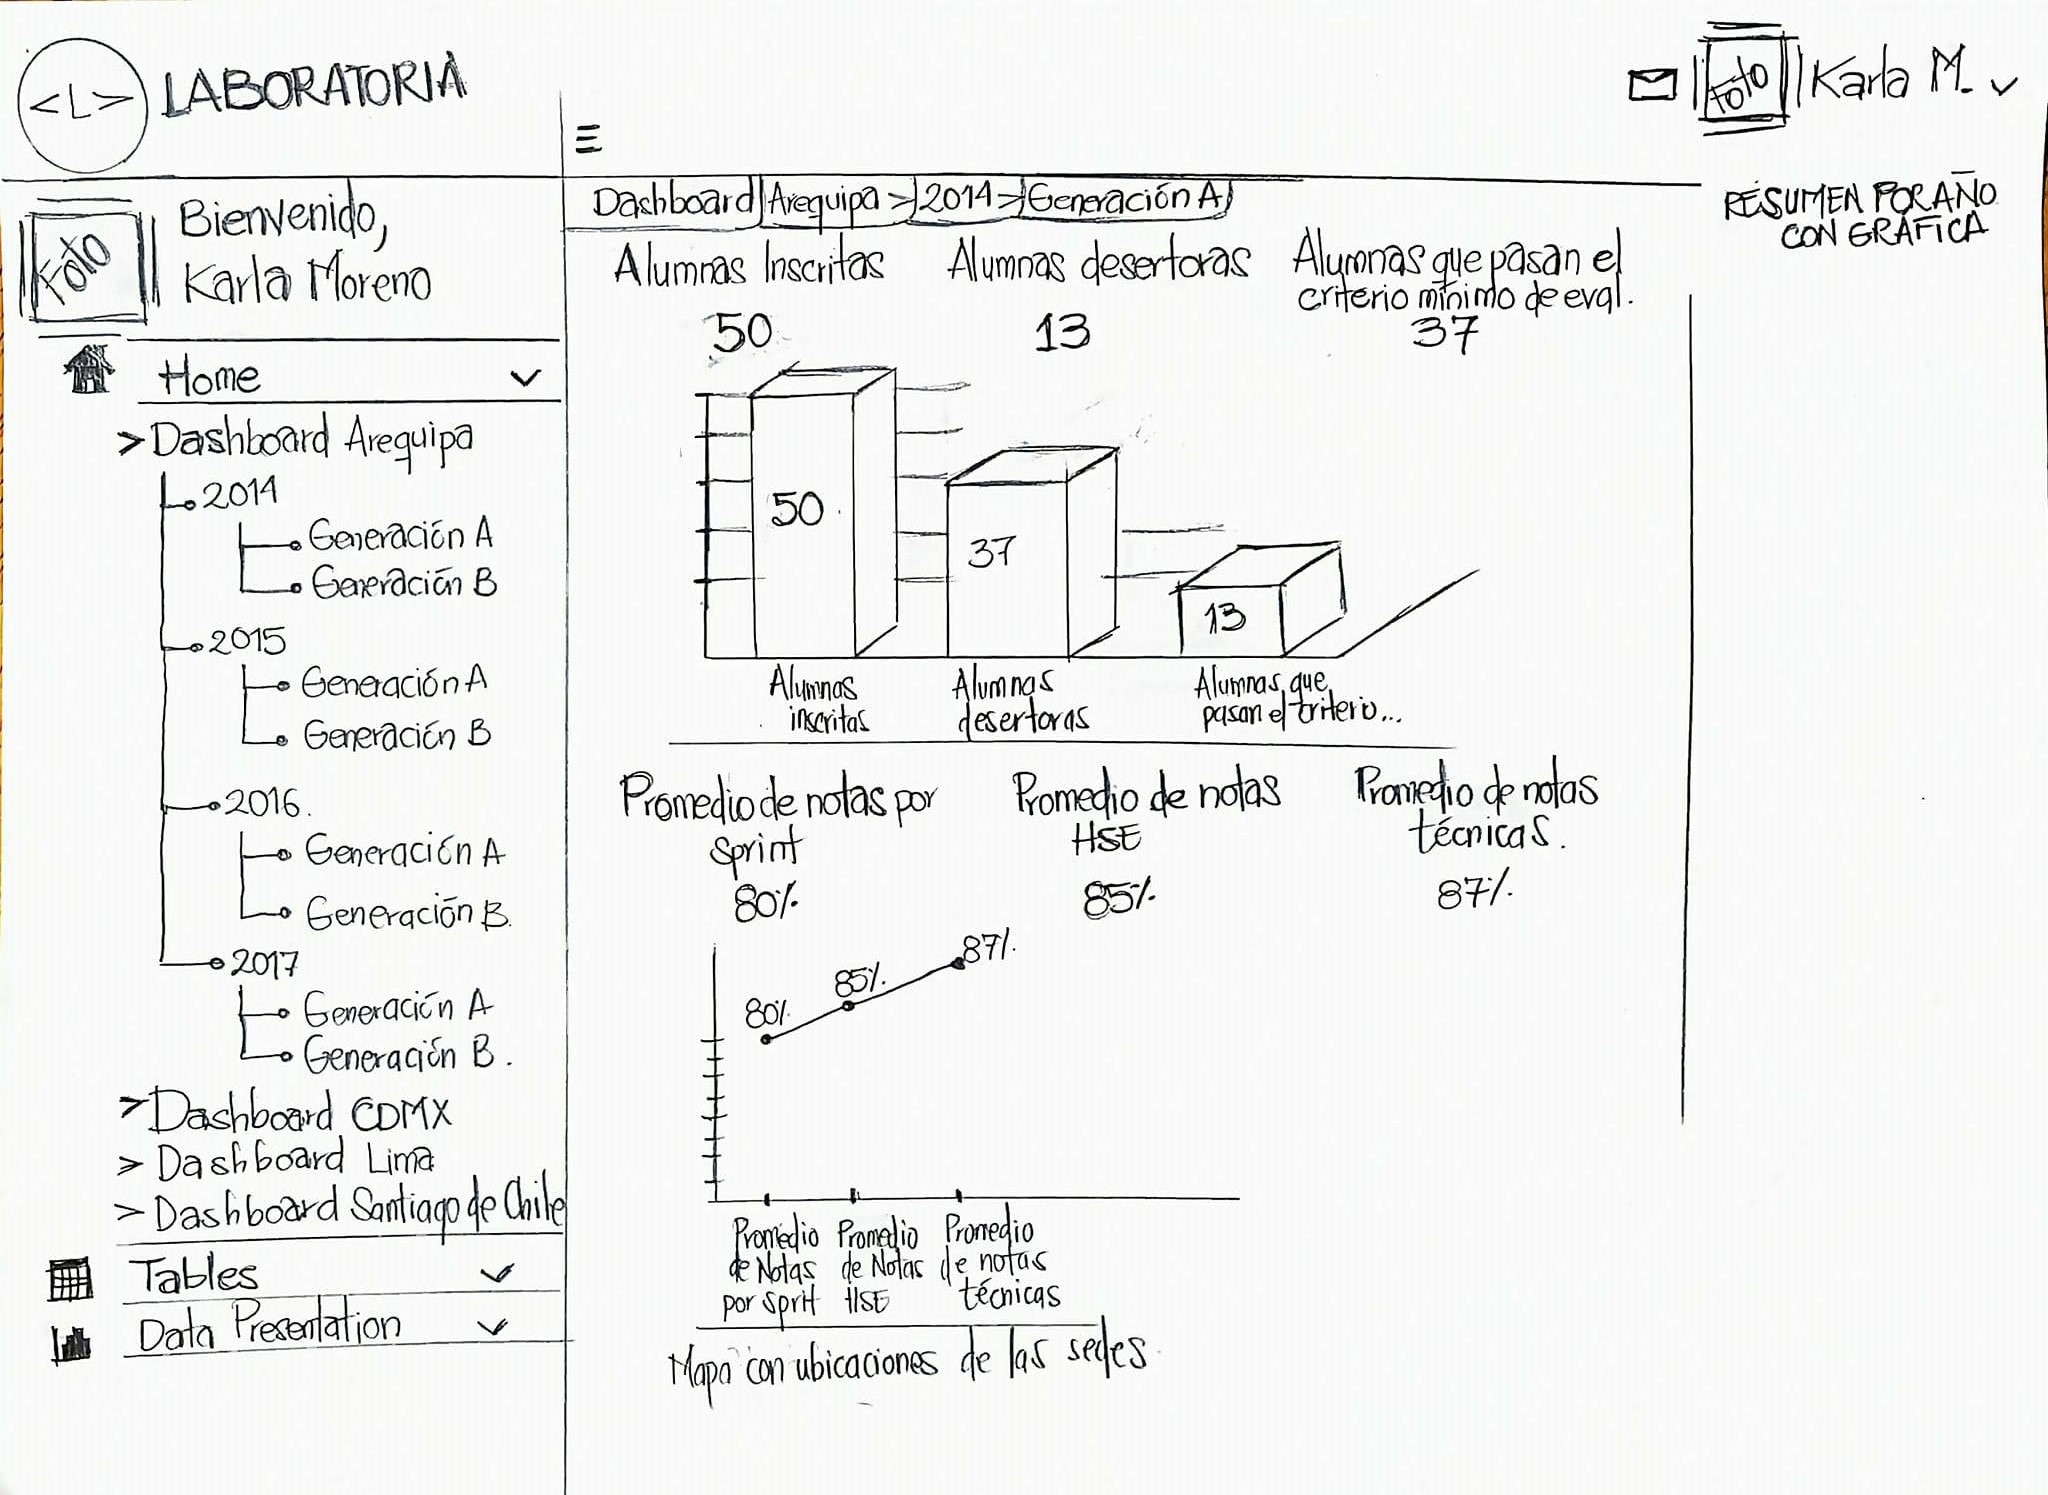 <L> LABORATORIA
Foto Karla M.
Foto
Bienvenido,
Karla Moreno
Home
> Dashboard Arequipa
2014
Generación A
Generación B
2015
Generación A
Generación B
2016.
Generación A
Generación B.
2017
Generación A
Generación B.
> Dashboard CDMX
> Dashboard Lima
> Dashboard Santiago de Chile
Tables
Data Presentation
Dashboard Arequipa > 2014 > Generación A
Alumnas Inscritas
50
Alumnas desertoras
13
Alumnas que pasan el
criterio mínimo de eval.
37
50
37
13
Alumnas
inscritas
Alumnas
desertoras
Alumnas que
pasan el criterio...
Promedio de notas por
Sprint
80%
Promedio de notas
HSE
85%
Promedio de notas
técnicas.
87%
80%
85%
87%
Promedio
de Notas
por Sprit
Promedio
de Notas
HSE
Promedio
de notas
técnicas
Mapa con ubicaciones de las sedes
RESUMEN POR AÑO
CON GRÁFICA